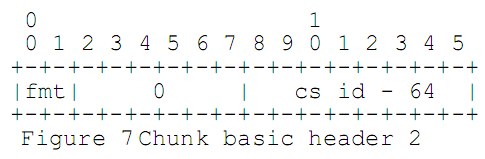 0 1
0 1 2 3 4 5 6 7 8 9 0 1 2 3 4 5
+-+-+-+-+-+-+-+-+-+-+-+-+-+-+-+-+
|fmt| 0 | cs id - 64 |
+-+-+-+-+-+-+-+-+-+-+-+-+-+-+-+-+
Figure 7 Chunk basic header 2